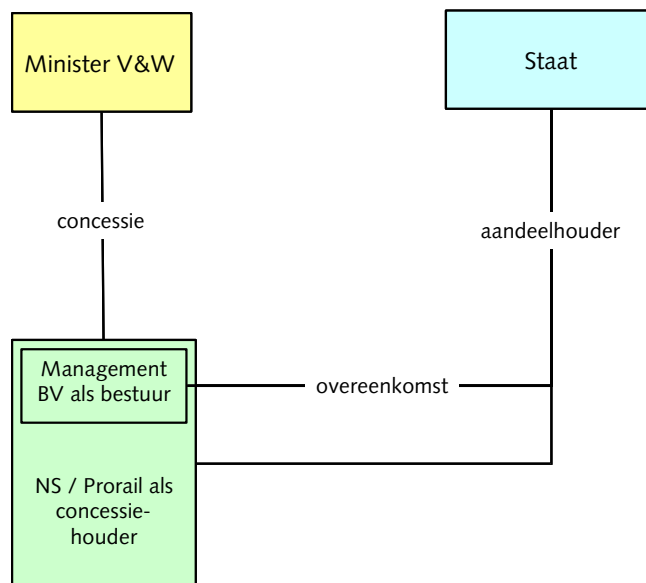 Minister V&W
Staat
concessie
aandeelhouder
Management
BV als bestuur
overeenkomst
NS / Prorail als
concessie-
houder